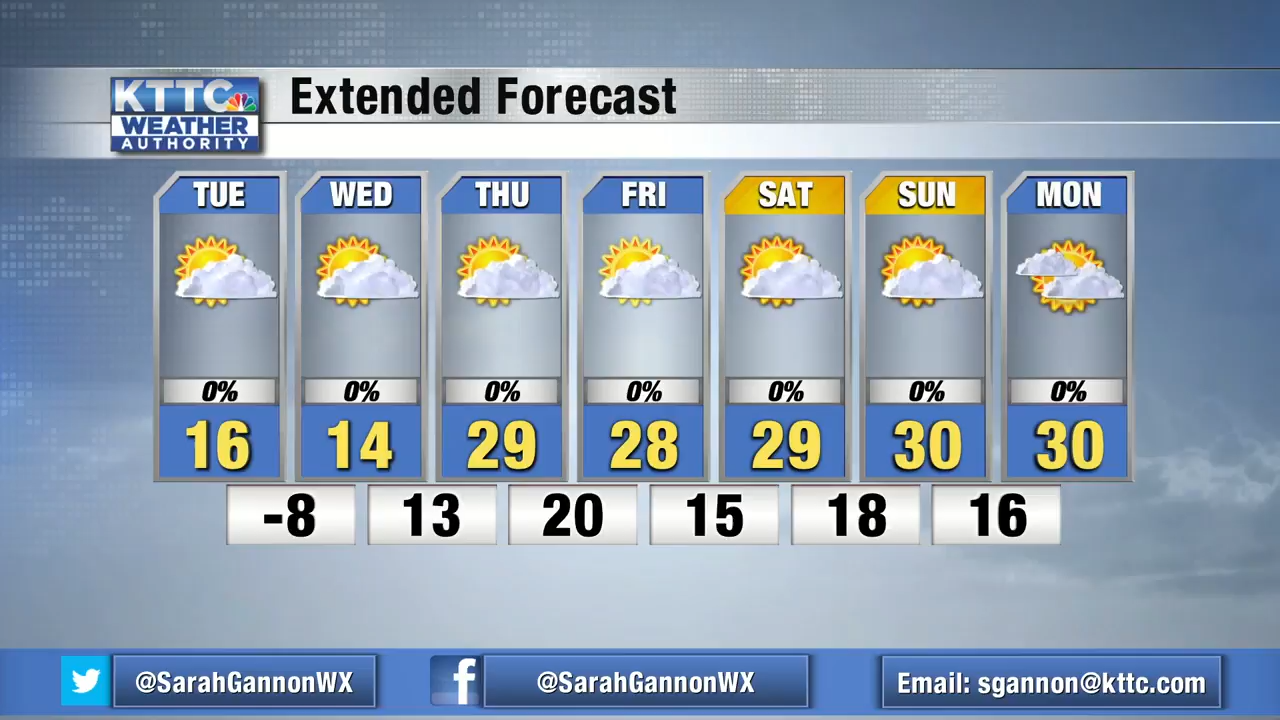 KTTC
WEATHER
AUTHORITY
Extended Forecast
TUE WED THU FRI SAT SUN MON
0% 0% 0% 0% 0% 0% 0%
16 14 29 28 29 30 30
-8 13 20 15 18 16
@SarahGannonWX
f @SarahGannonWX
Email: sgannon@kttc.com